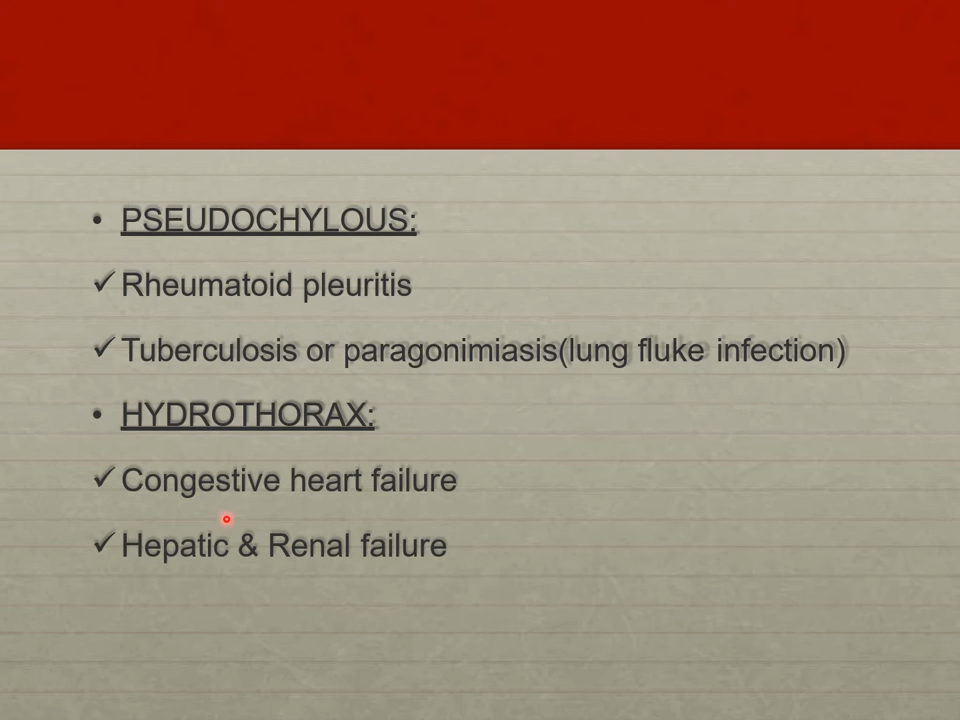 • PSEUDOCHYLOUS:
✓ Rheumatoid pleuritis
✓ Tuberculosis or paragonimiasis(lung fluke infection)
• HYDROTHORAX:
✓ Congestive heart failure
✓ Hepatic & Renal failure